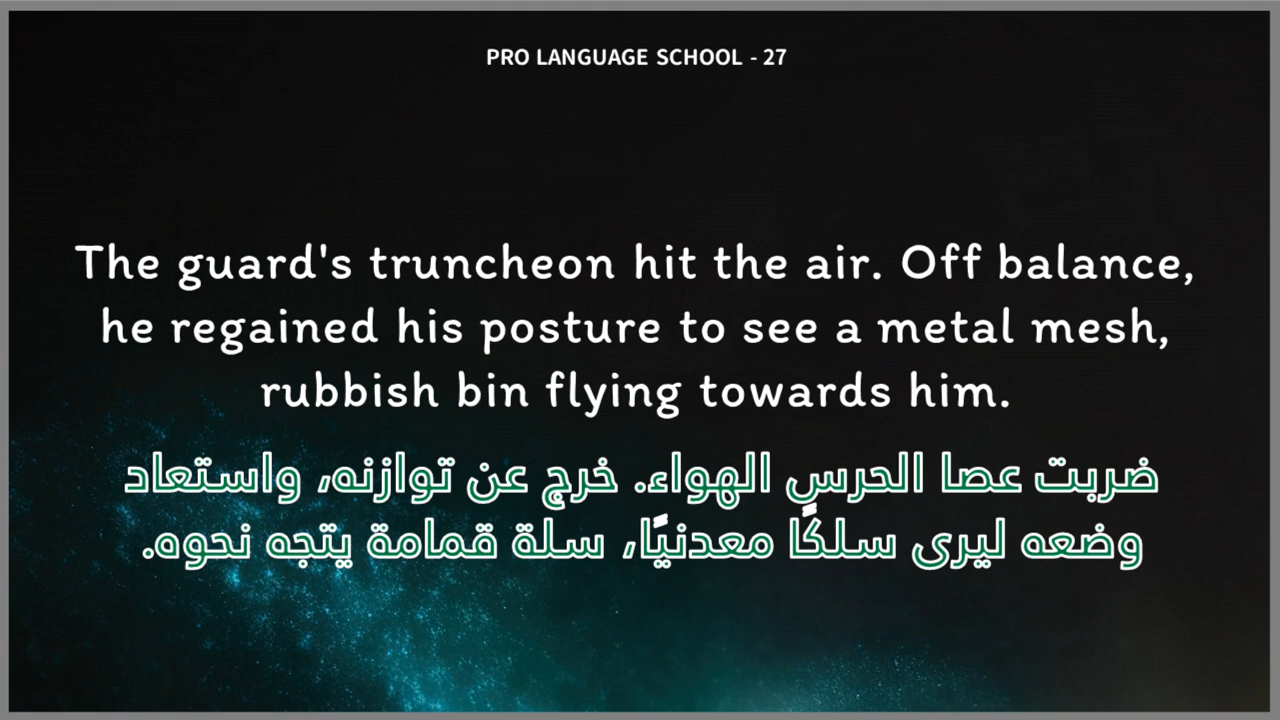 PRO LANGUAGE SCHOOL - 27
The guard's truncheon hit the air. Off balance,
he regained his posture to see a metal mesh,
rubbish bin flying towards him.
ضربت عصا الحرس الهواء. خرج عن توازنه، واستعاد
وضعه ليرى سلكًا معدنيًا، سلة قمامة يتجه نحوه.